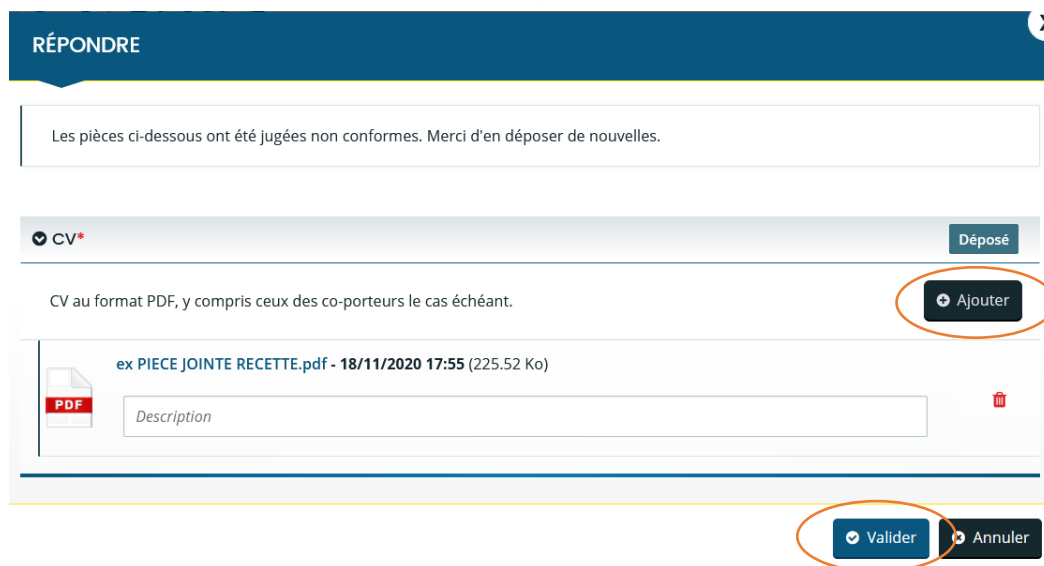 RÉPONDRE
Les pièces ci-dessous ont été jugées non conformes. Merci d'en déposer de nouvelles.
CV*
Déposé
CV au format PDF, y compris ceux des co-porteurs le cas échéant.
Ajouter
ex PIECE JOINTE RECETTE.pdf - 18/11/2020 17:55 (225.52 Ko)
PDF
Description
Valider
Annuler